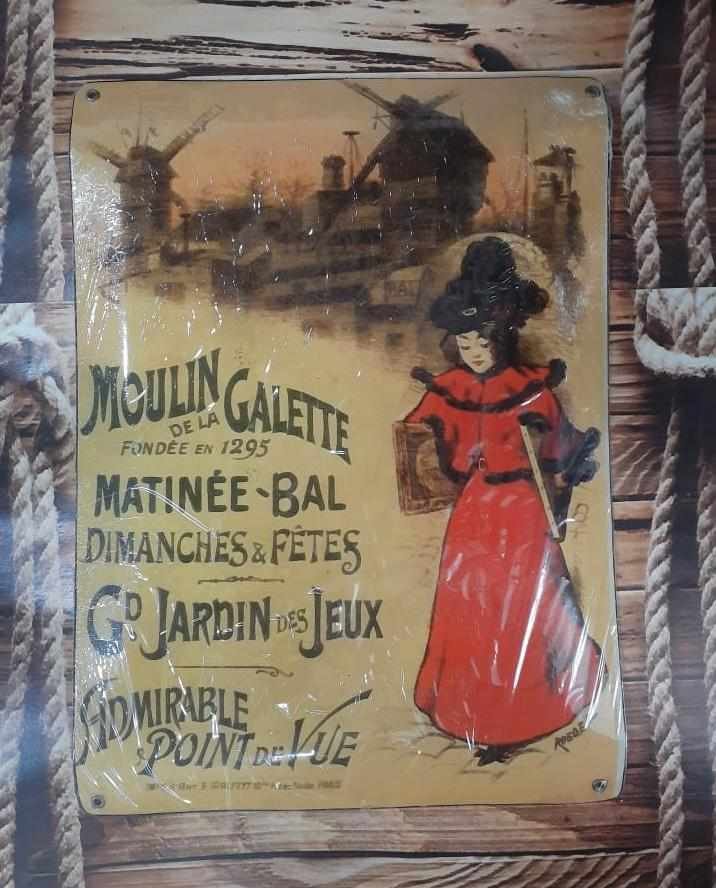 MOULIN
DE LA GALETTE
FONDÉE EN 1295
MATINÉE-BAL
DIMANCHES & FÊTES
GD JARDIN DES JEUX
ADMIRABLE
POINT DE VUE
PARIS